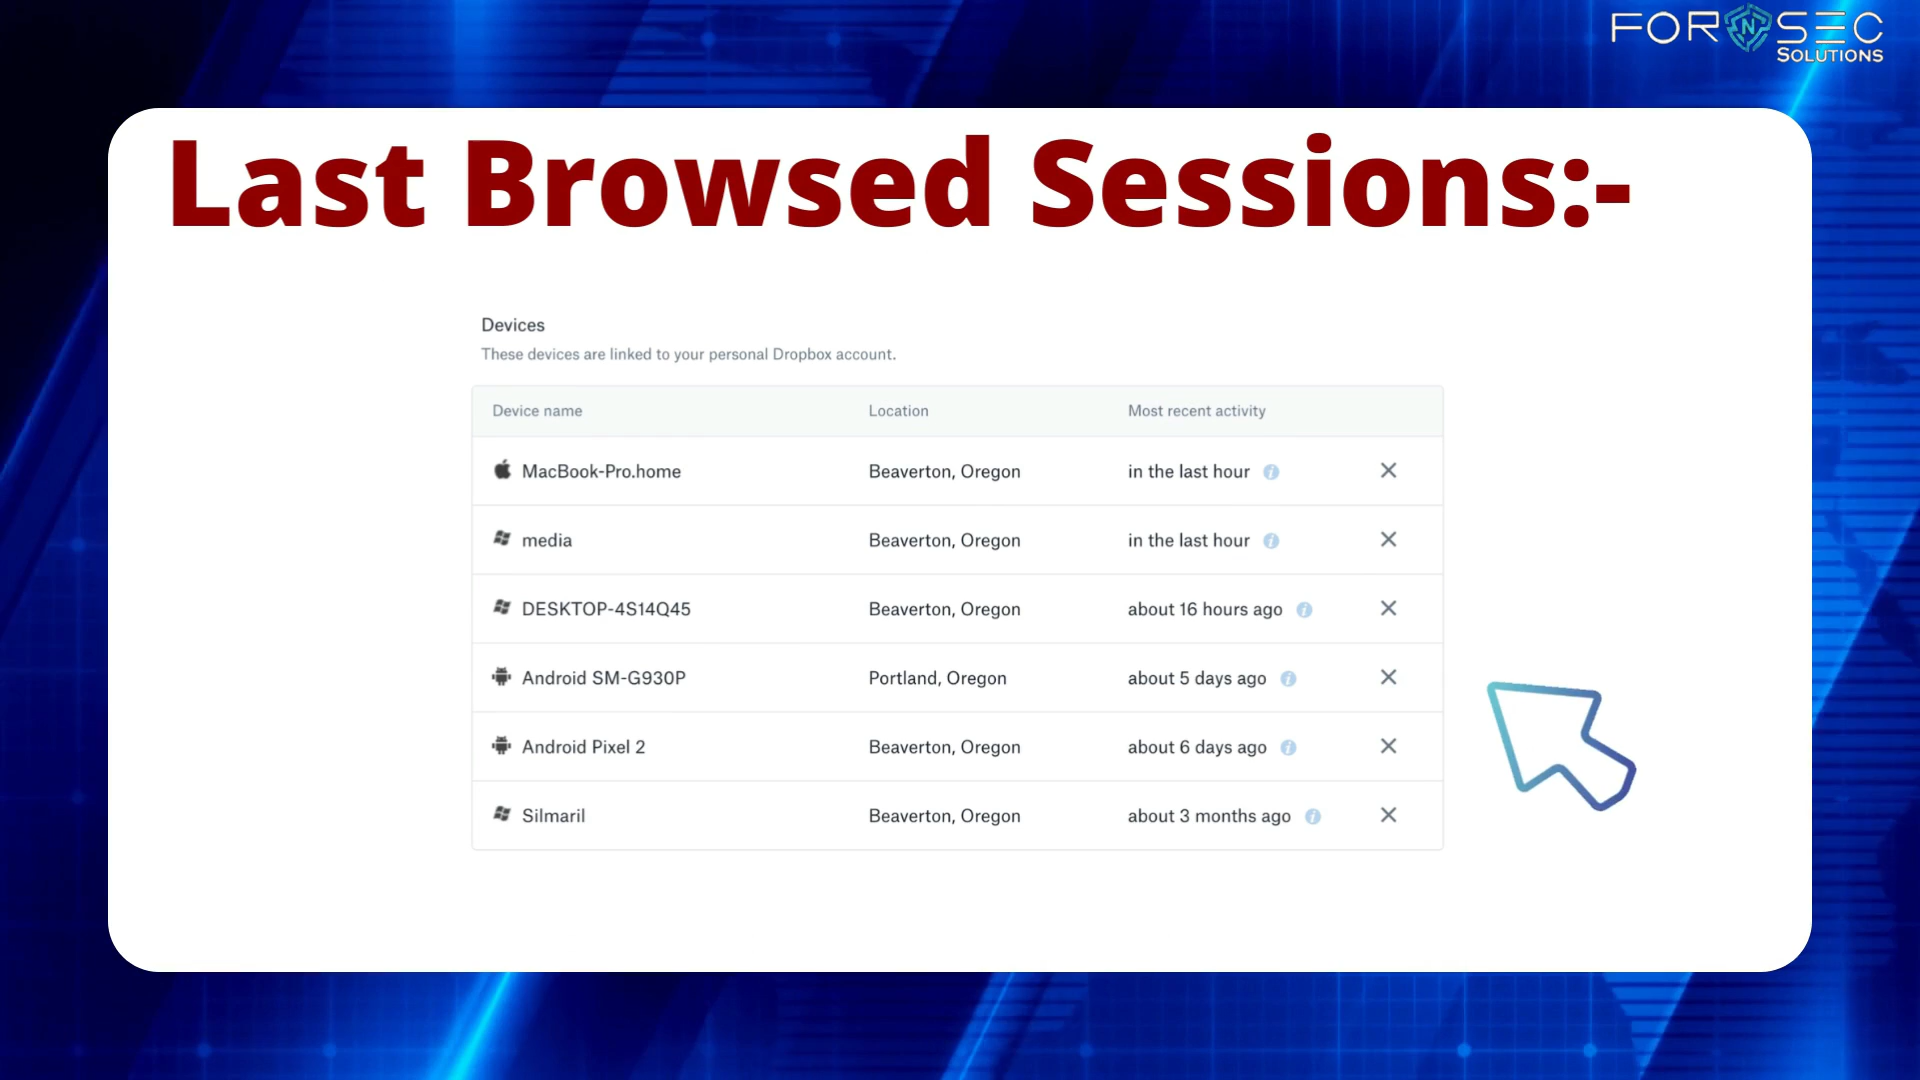 FORNSEC
SOLUTIONS
Last Browsed Sessions:-
Devices
These devices are linked to your personal Dropbox account.
Device name Location Most recent activity
MacBook-Pro.home Beaverton, Oregon in the last hour
media Beaverton, Oregon in the last hour
DESKTOP-4S14Q45 Beaverton, Oregon about 16 hours ago
Android SM-G930P Portland, Oregon about 5 days ago
Android Pixel 2 Beaverton, Oregon about 6 days ago
Silmaril Beaverton, Oregon about 3 months ago